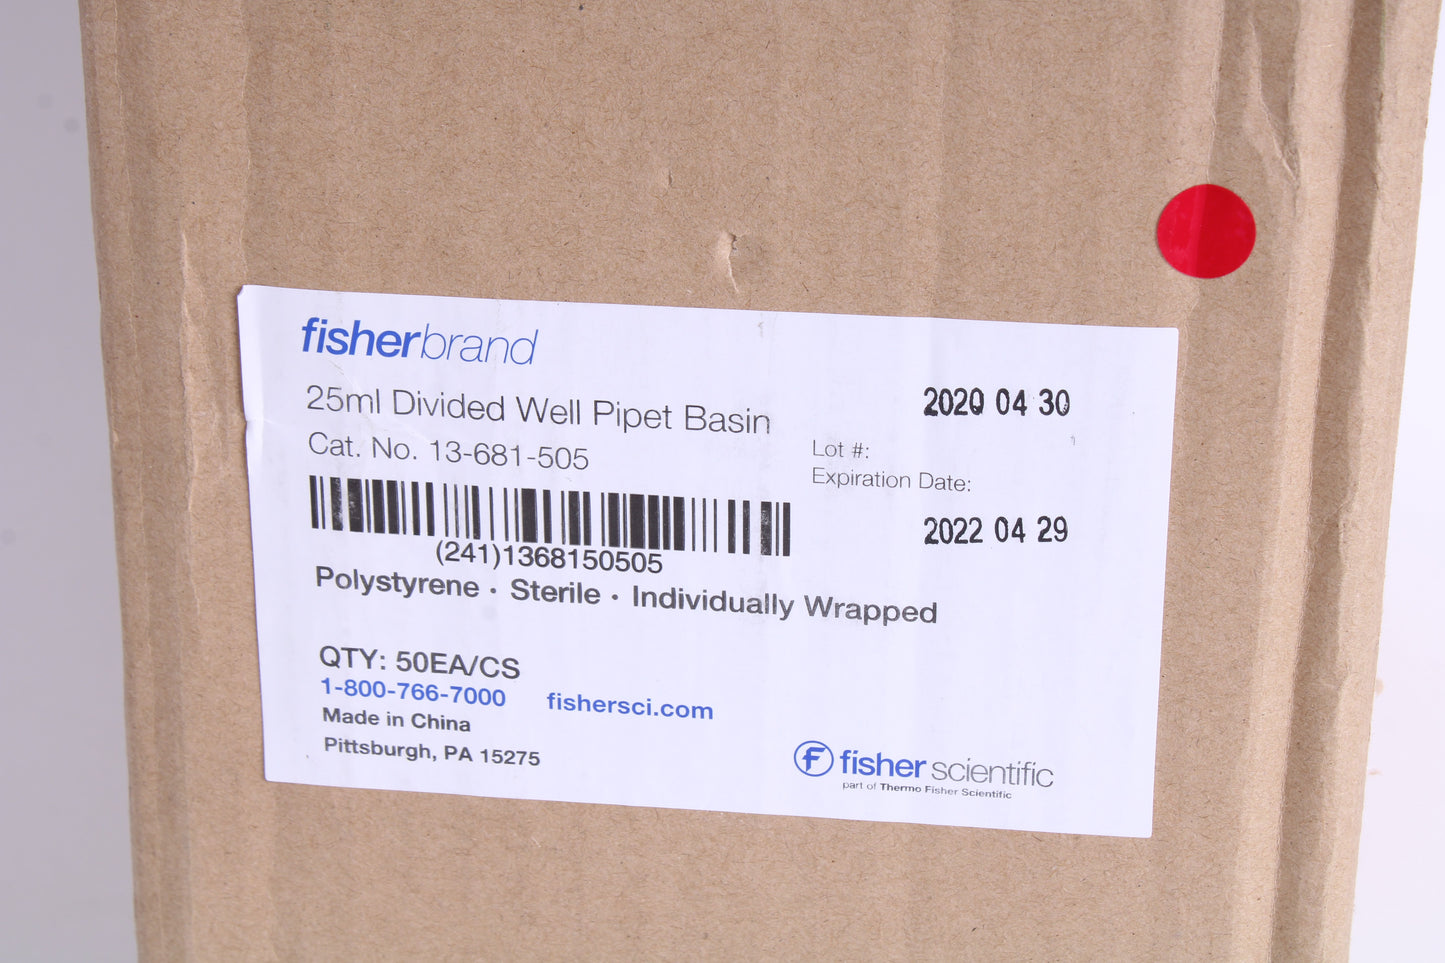 fisherbrand
25ml Divided Well Pipet Basin
Cat. No. 13-681-505
(241)1368150505
Polystyrene • Sterile • Individually Wrapped
QTY: 50EA/CS
1-800-766-7000 fishersci.com
Made in China
Pittsburgh, PA 15275
2020 04 30
Lot #:
Expiration Date:
2022 04 29
f fisher scientific
part of Thermo Fisher Scientific